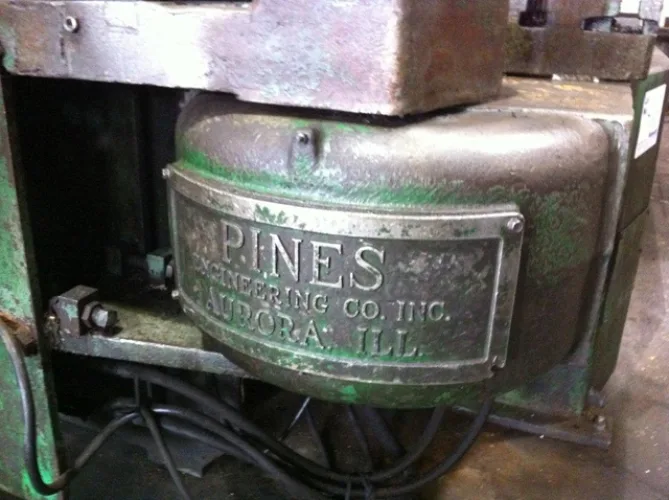 PINES
ENGINEERING CO. INC.
AURORA, ILL.